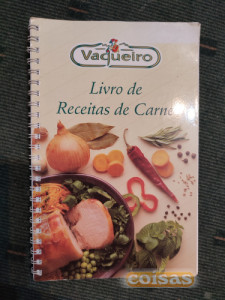 Vaqueiro
Livro de
Receitas de Carne
coisas